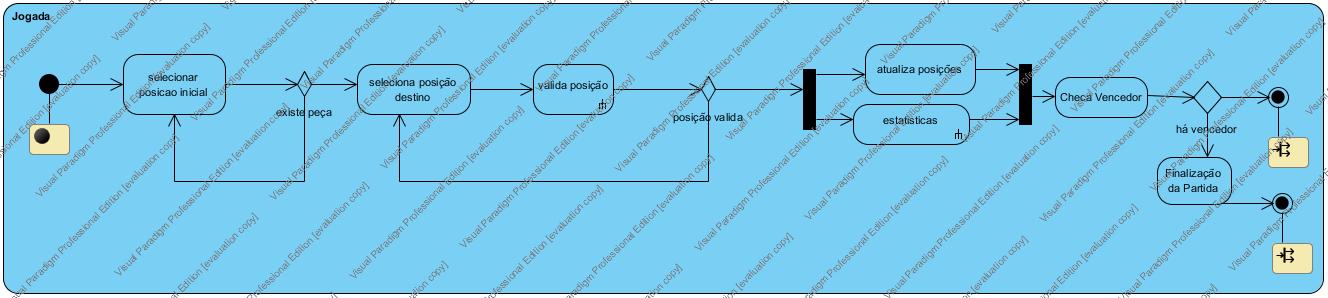 Jogada
selecionar
posicao inicial
existe peça
seleciona posição
destino
valida posição
posição valida
atualiza posições
estatisticas
Checa Vencedor
há vencedor
Finalização
da Partida
Visual Paradigm Professional Edition [evaluation copy]